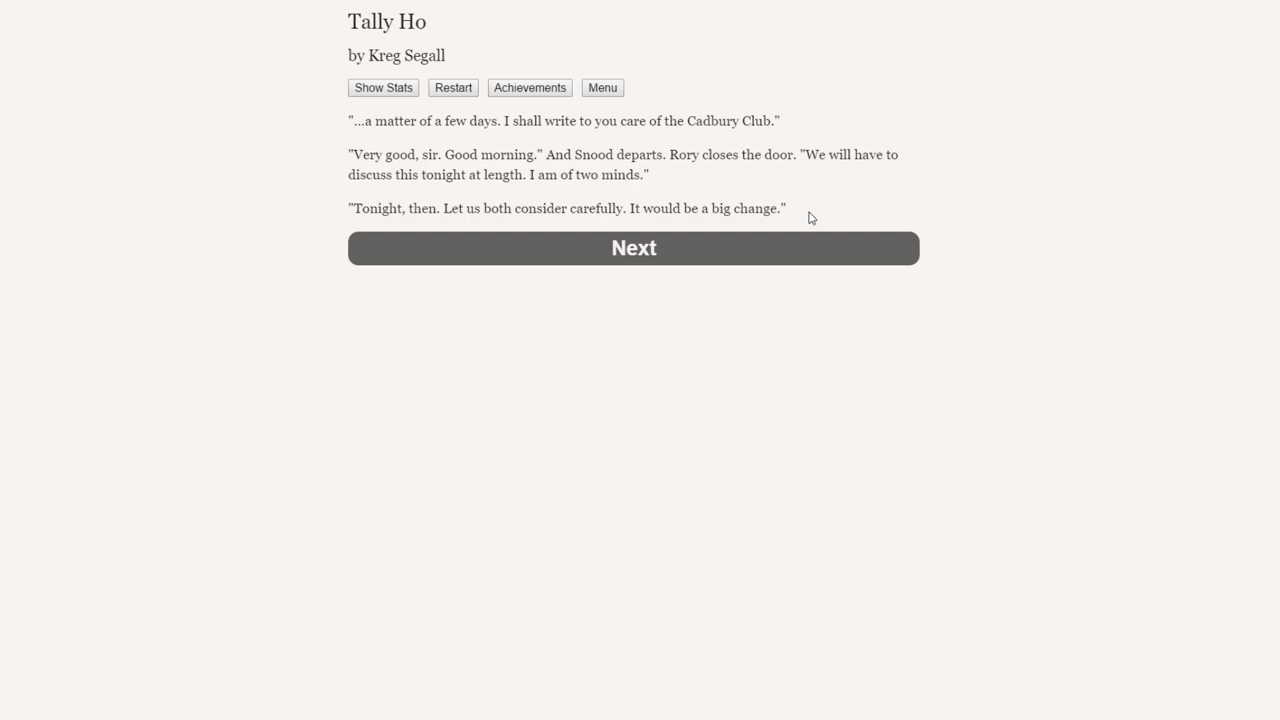 Tally Ho
by Kreg Segall
Show Stats Restart Achievements Menu
"...a matter of a few days. I shall write to you care of the Cadbury Club."
"Very good, sir. Good morning." And Snood departs. Rory closes the door. "We will have to
discuss this tonight at length. I am of two minds."
"Tonight, then. Let us both consider carefully. It would be a big change."
Next